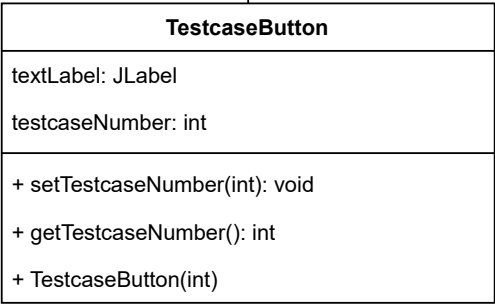 TestcaseButton
textLabel: JLabel
testcaseNumber: int
+ setTestcaseNumber(int): void
+ getTestcaseNumber(): int
+ TestcaseButton(int)